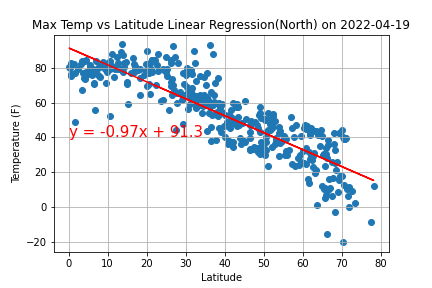 Max Temp vs Latitude Linear Regression(North) on 2022-04-19
Temperature (F)
80
60
40
20
0
−20
y = -0.97x + 91.3
0 10 20 30 40 50 60 70 80
Latitude